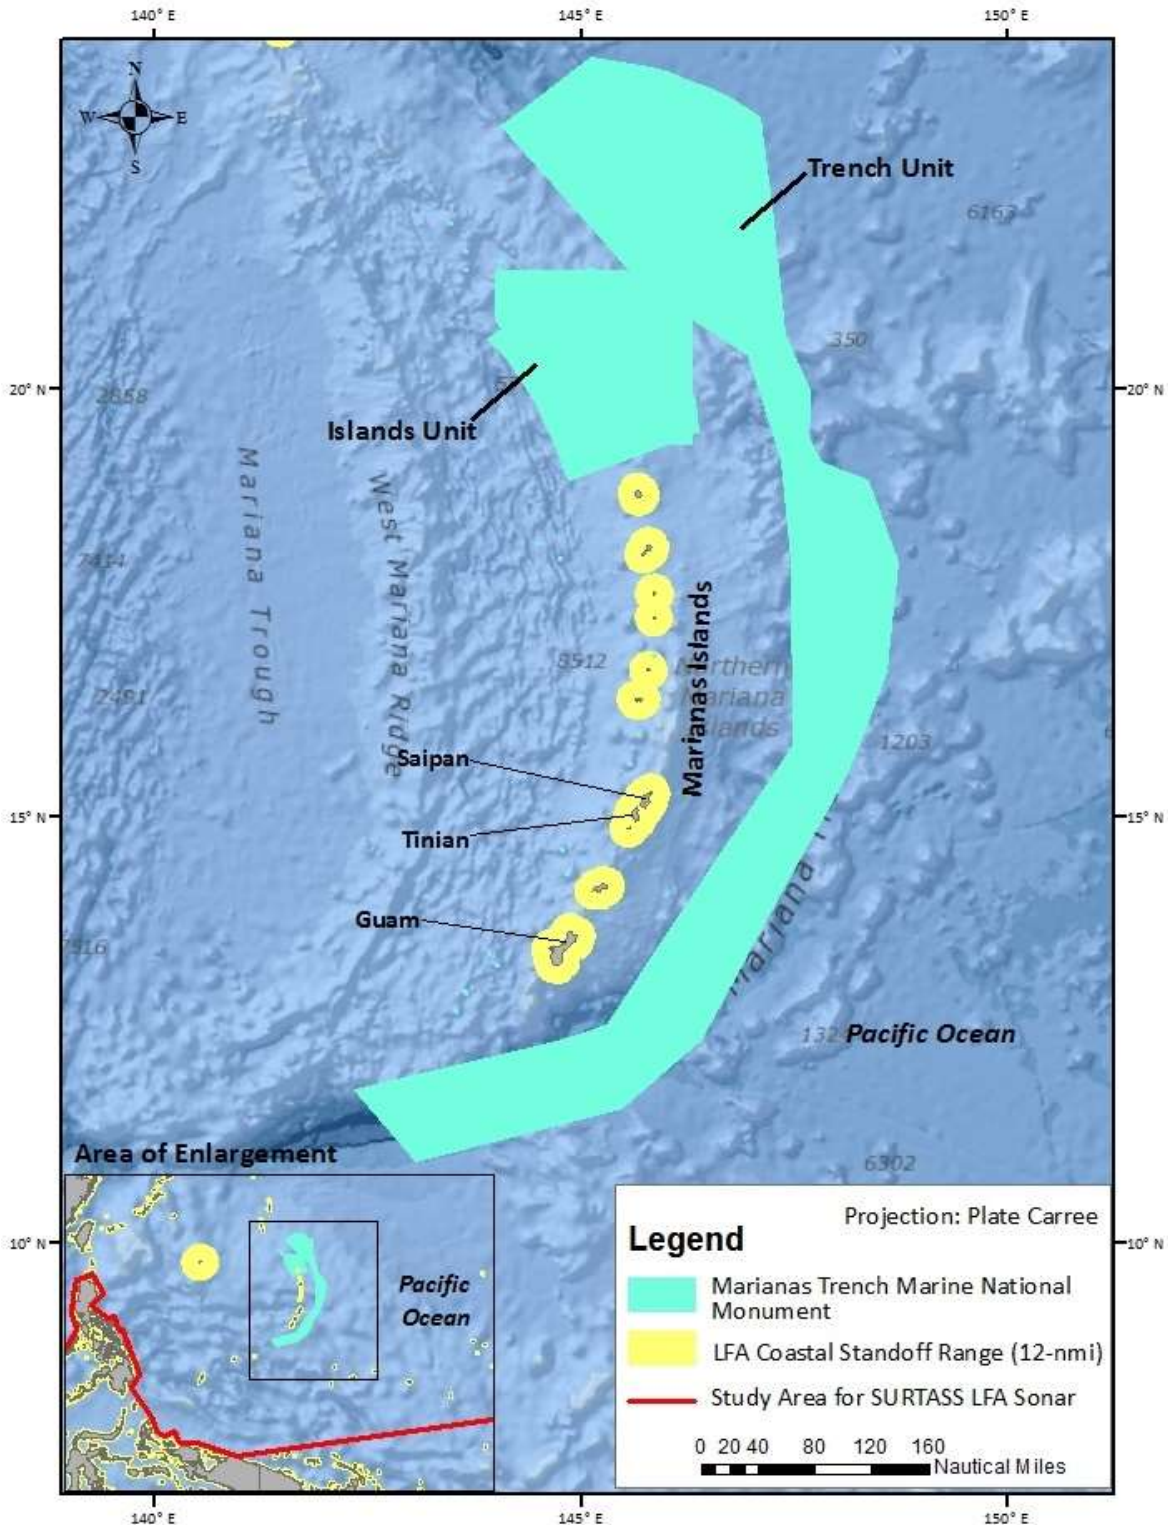 140° E
145° E
150° E
N
W
E
S
Trench Unit
6163
350
20° N
20° N
2858
Islands Unit
Mariana Trough
West Mariana Ridge
Marianas Islands
7414
8512
Northern
Mariana
Islands
2491
1203
Saipan
15° N
15° N
Tinian
Guam
Mariana
Pacific Ocean
Area of Enlargement
6302
Pacific
Ocean
10° N
10° N
Projection: Plate Carree
Legend
Marianas Trench Marine National
Monument
LFA Coastal Standoff Range (12-nmi)
Study Area for SURTASS LFA Sonar
0 20 40 80 120 160
Nautical Miles
140° E
145° E
150° E